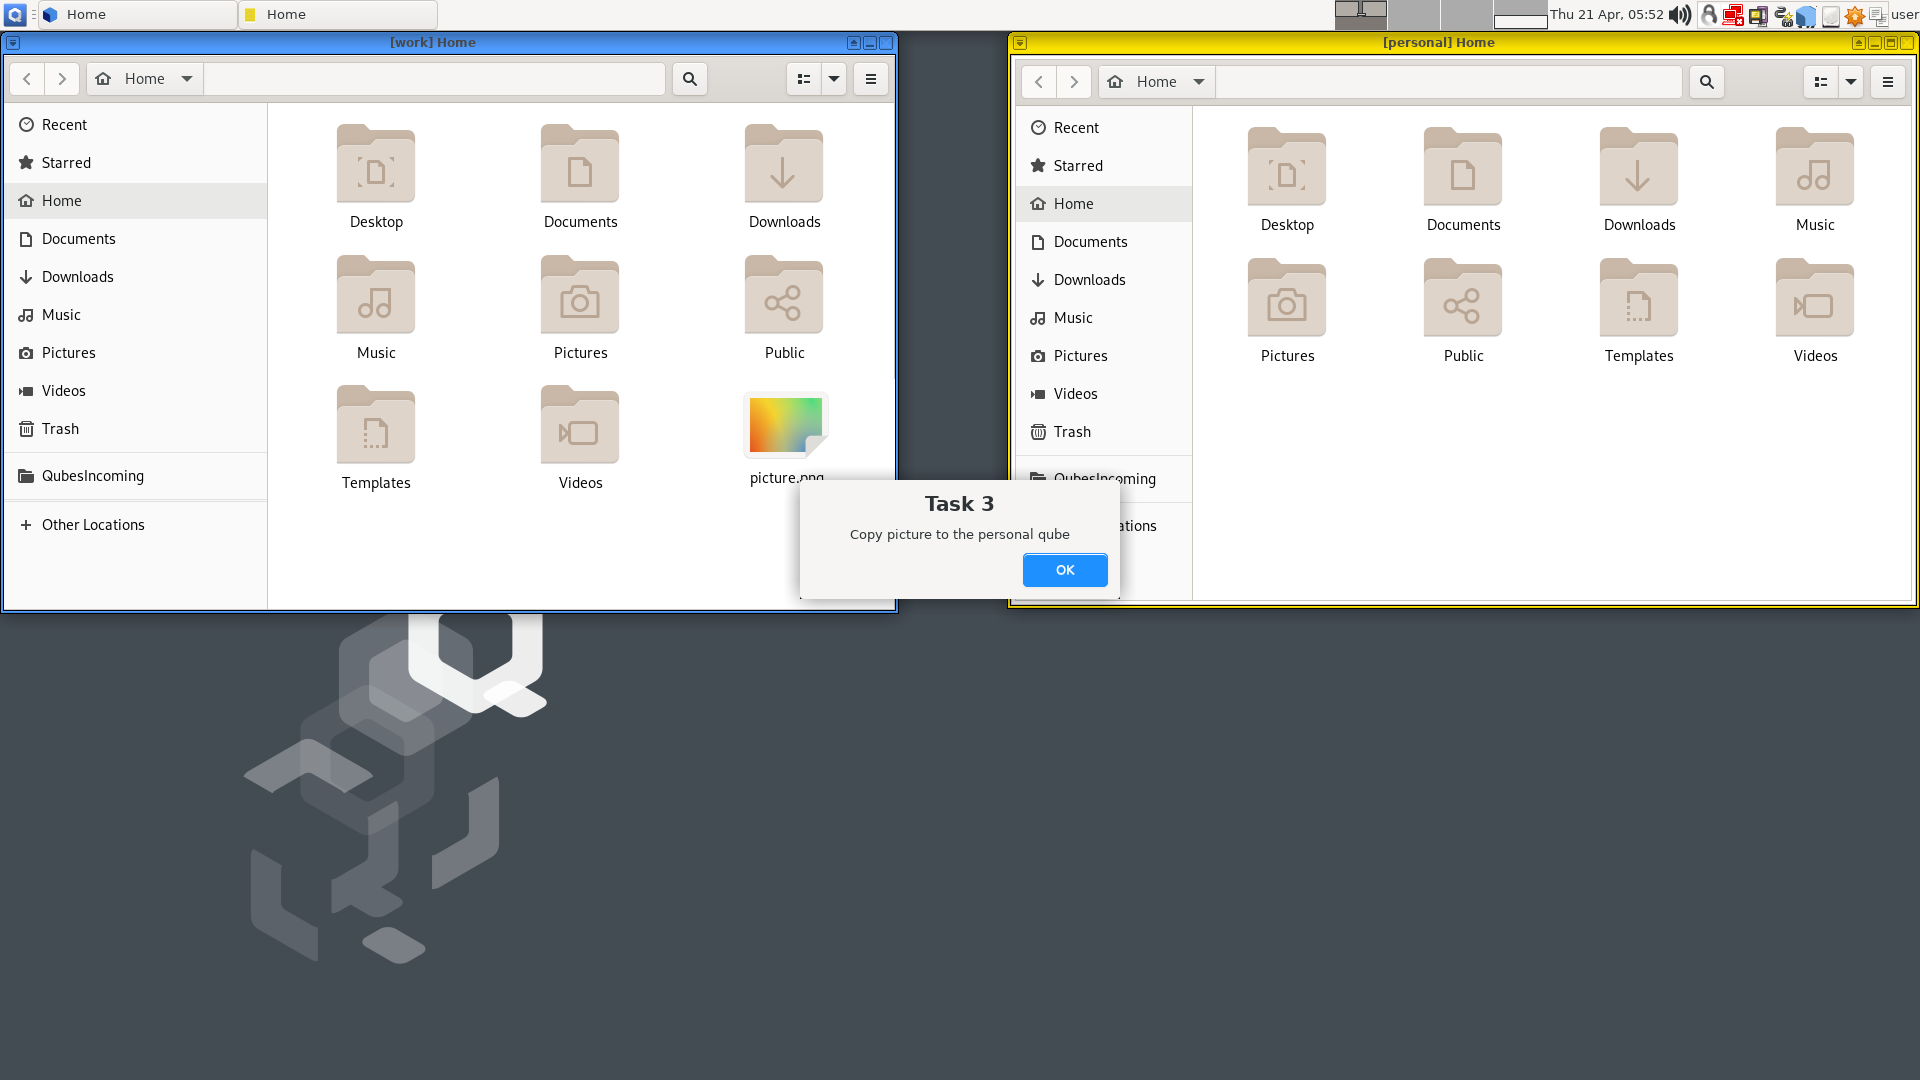 Home
Home
Thu 21 Apr, 05:52
user
[work] Home
Home
Recent
Starred
Home
Documents
Downloads
Music
Pictures
Videos
Trash
QubesIncoming
Other Locations
Desktop
Documents
Downloads
Music
Pictures
Public
Templates
Videos
picture.png
[personal] Home
Home
Recent
Starred
Home
Documents
Downloads
Music
Pictures
Videos
Trash
QubesIncoming
ations
Desktop
Documents
Downloads
Music
Pictures
Public
Templates
Videos
Task 3
Copy picture to the personal qube
OK